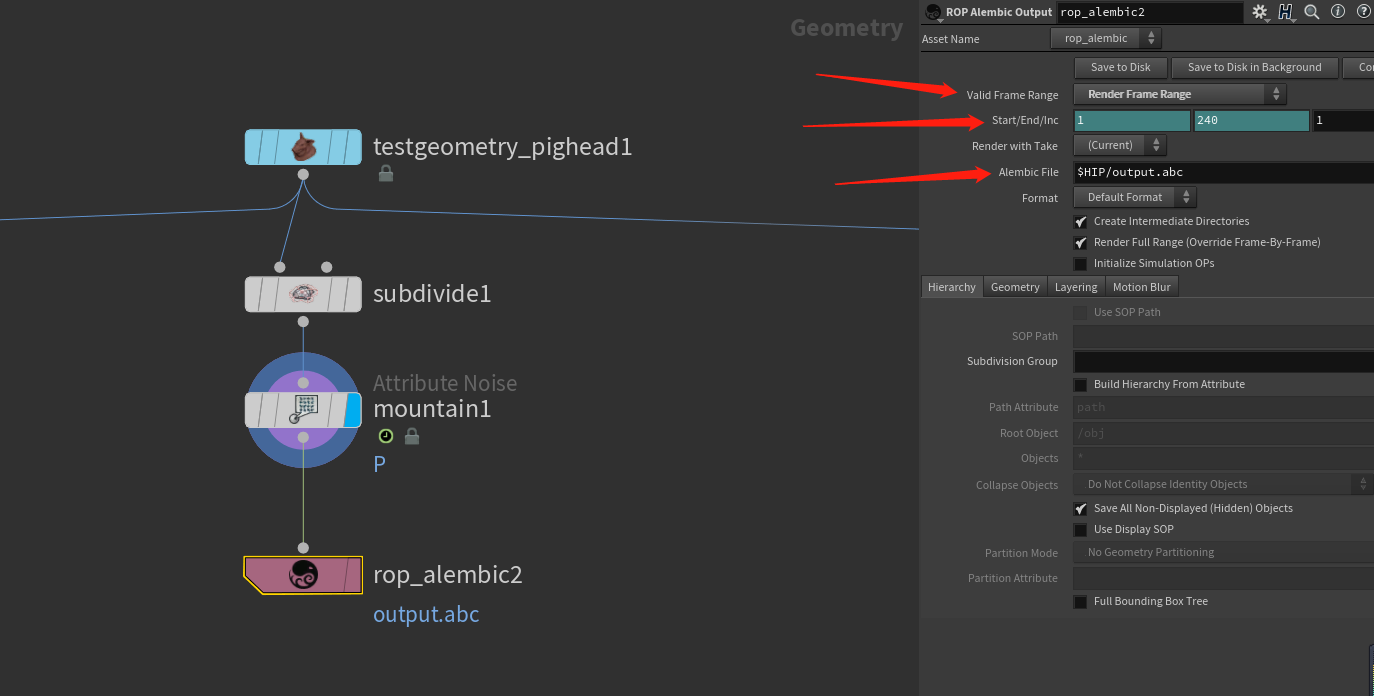 Geometry
testgeometry_pighead1
subdivide1
Attribute Noise
mountain1
P
rop_alembic2
output.abc
ROP Alembic Output rop_alembic2
Asset Name rop_alembic
Save to Disk Save to Disk in Background Co
Valid Frame Range Render Frame Range
Start/End/Inc 1 240 1
Render with Take (Current)
Alembic File $HIP/output.abc
Format Default Format
Create Intermediate Directories
Render Full Range (Override Frame-By-Frame)
Initialize Simulation OPs
Hierarchy Geometry Layering Motion Blur
Use SOP Path
SOP Path
Subdivision Group
Build Hierarchy From Attribute
Path Attribute path
Root Object /obj
Objects *
Collapse Objects Do Not Collapse Identity Objects
Save All Non-Displayed (Hidden) Objects
Use Display SOP
Partition Mode No Geometry Partitioning
Partition Attribute
Full Bounding Box Tree